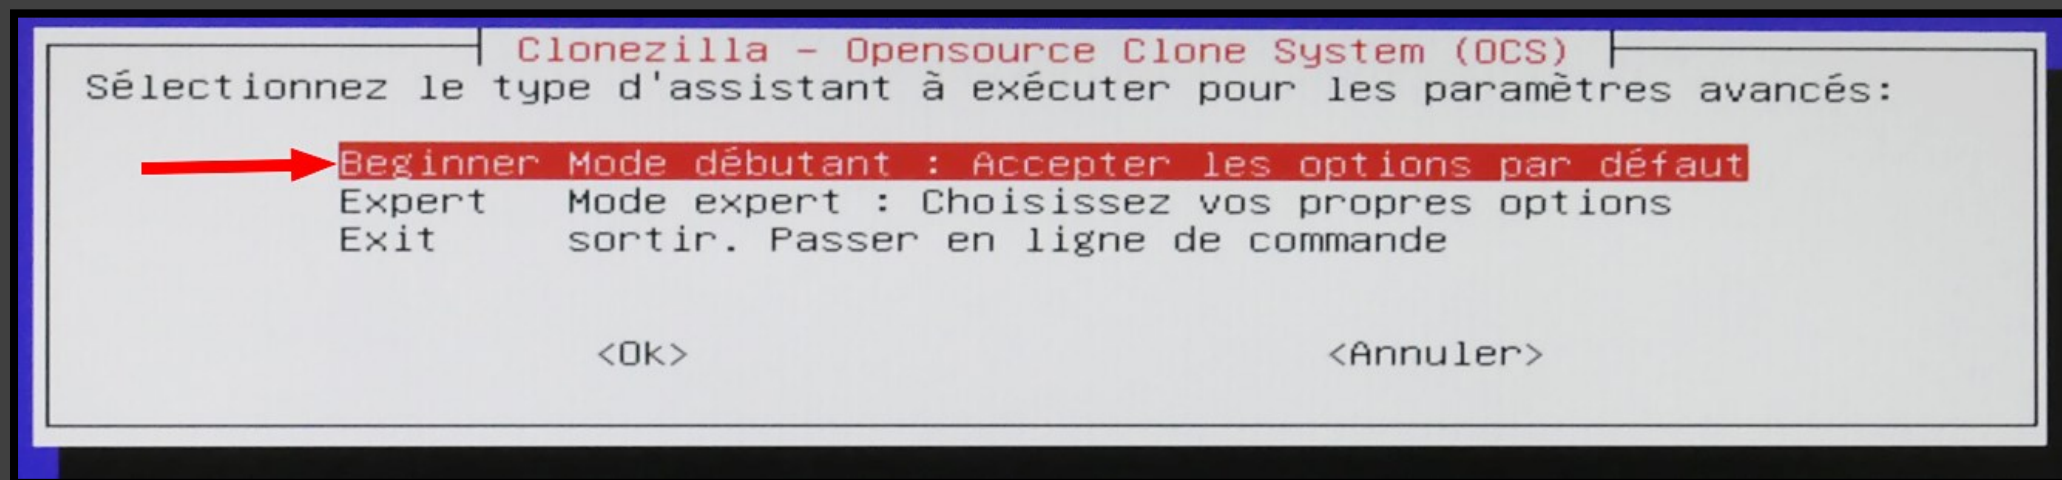 Clonezilla - Opensource Clone System (OCS)
Sélectionnez le type d'assistant à exécuter pour les paramètres avancés:
Beginner Mode débutant : Accepter les options par défaut
Expert Mode expert : Choisissez vos propres options
Exit sortir. Passer en ligne de commande
<Ok> <Annuler>